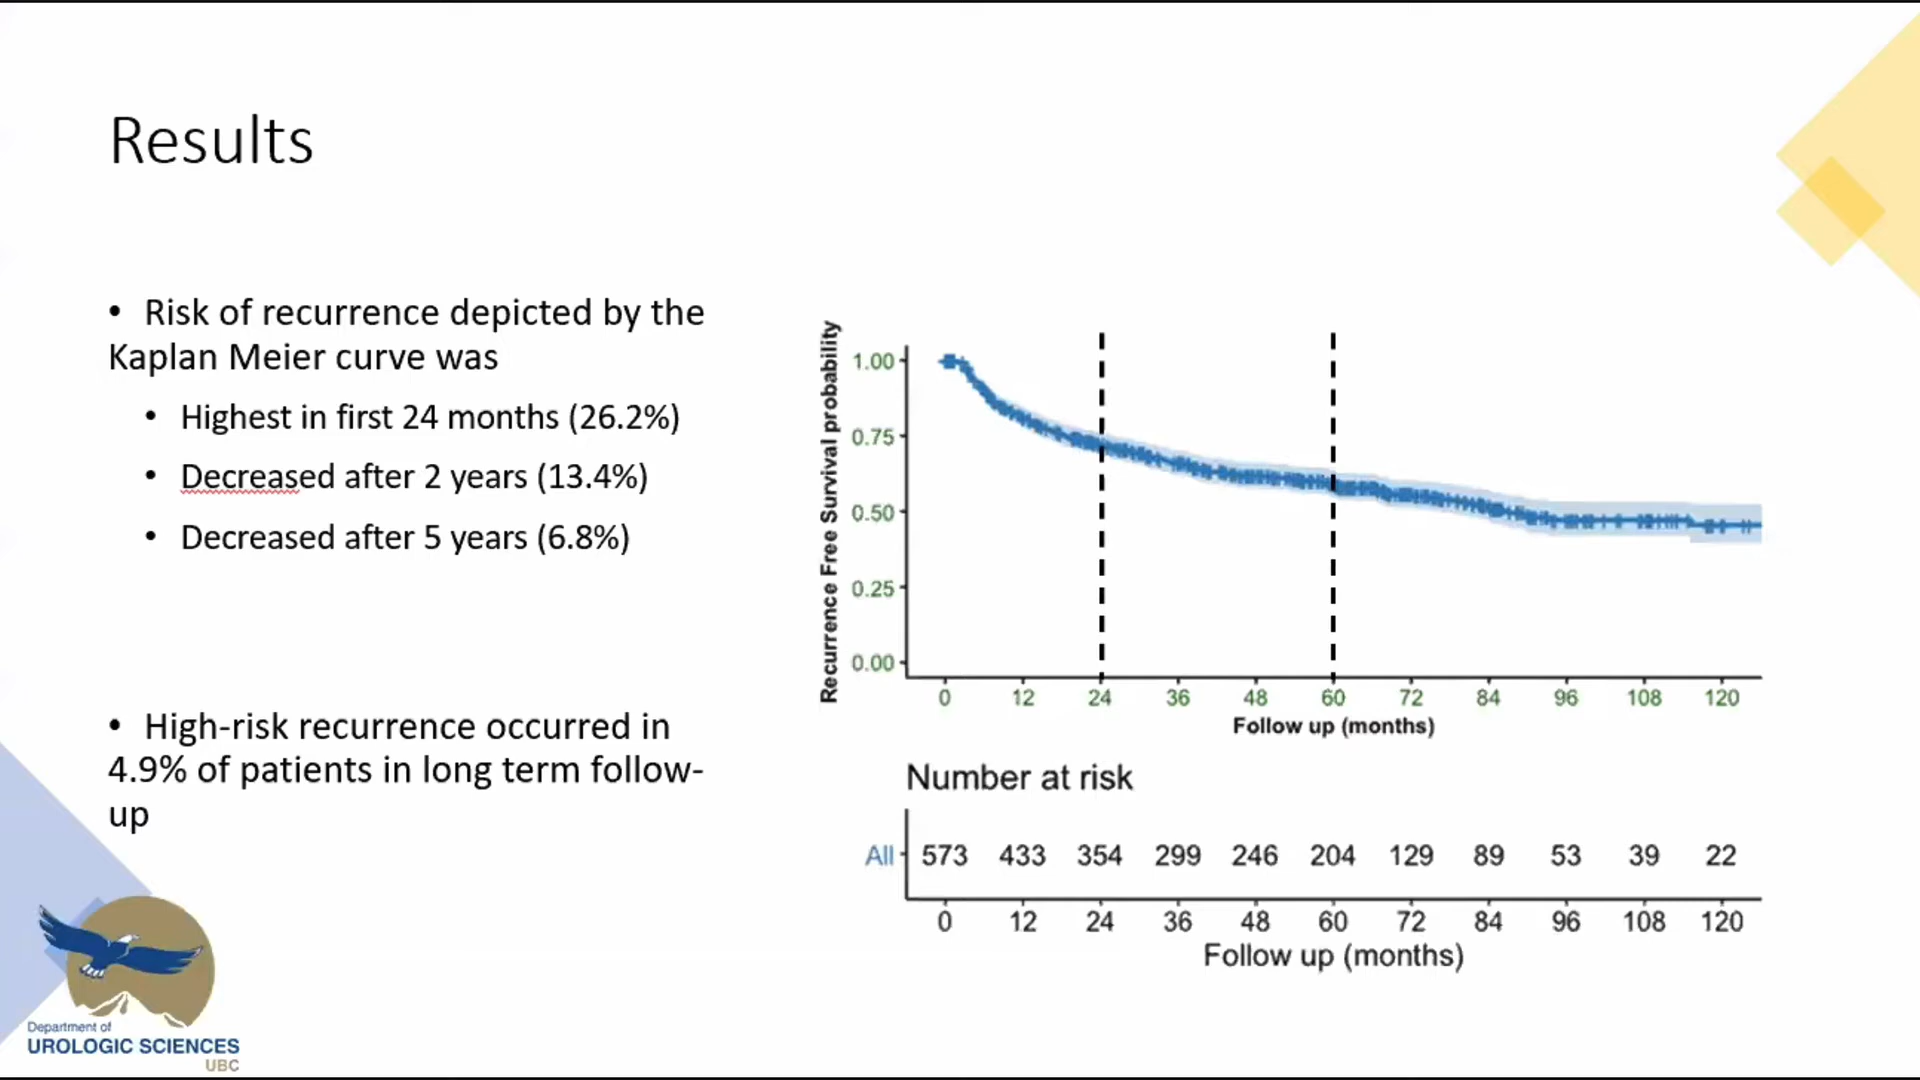 Results
• Risk of recurrence depicted by the
Kaplan Meier curve was
• Highest in first 24 months (26.2%)
• Decreased after 2 years (13.4%)
• Decreased after 5 years (6.8%)
• High-risk recurrence occurred in
4.9% of patients in long term follow-
up
Recurrence Free Survival probability
1.00
0.75
0.50
0.25
0.00
0 12 24 36 48 60 72 84 96 108 120
Follow up (months)
Number at risk
All 573 433 354 299 246 204 129 89 53 39 22
0 12 24 36 48 60 72 84 96 108 120
Follow up (months)
Department of
UROLOGIC SCIENCES
UBC